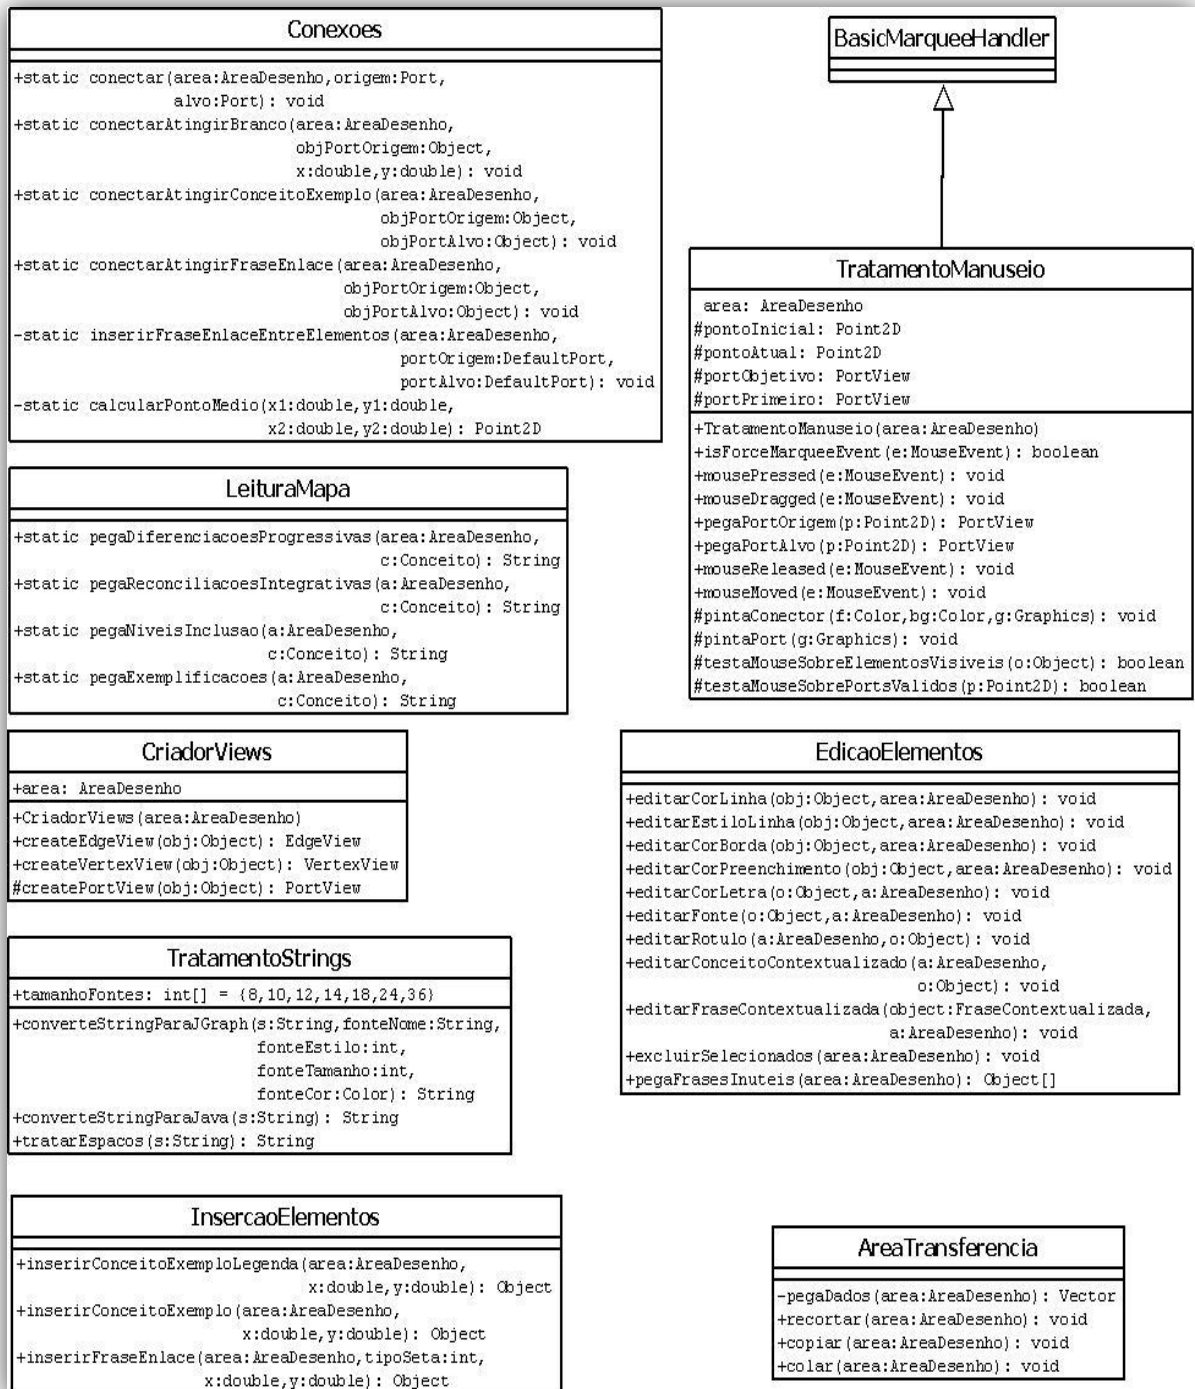 Conexoes
+static conectar(area:AreaDesenho,origem:Port,
alvo:Port): void
+static conectarAtingirBranco(area:AreaDesenho,
objPortOrigem:Object,
x:double,y:double): void
+static conectarAtingirConceitoExemplo(area:AreaDesenho,
objPortOrigem:Object,
objPortAlvo:Object): void
+static conectarAtingirFraseEnlace(area:AreaDesenho,
objPortOrigem:Object,
objPortAlvo:Object): void
-static inserirFraseEnlaceEntreElementos(area:AreaDesenho,
portOrigem:DefaultPort,
portAlvo:DefaultPort): void
-static calcularPontoMedio(x1:double,y1:double,
x2:double,y2:double): Point2D
BasicMarqueeHandler
TratamentoManuseio
area: AreaDesenho
#pontoInicial: Point2D
#pontoAtual: Point2D
#portObjetivo: PortView
#portPrimeiro: PortView
+TratamentoManuseio(area:AreaDesenho)
+isForceMarqueeEvent(e:MouseEvent): boolean
+mousePressed(e:MouseEvent): void
+mouseDragged(e:MouseEvent): void
+pegaPortOrigem(p:Point2D): PortView
+pegaPortAlvo(p:Point2D): PortView
+mouseReleased(e:MouseEvent): void
+mouseMoved(e:MouseEvent): void
#pintaConector(f:Color,bg:Color,g:Graphics): void
#pintaPort(g:Graphics): void
#testaMouseSobreElementosVisiveis(o:Object): boolean
#testaMouseSobrePortsValidos(p:Point2D): boolean
LeituraMapa
+static pegaDiferenciacoesProgressivas(area:AreaDesenho,
c:Conceito): String
+static pegaReconciliacoesIntegrativas(a:AreaDesenho,
c:Conceito): String
+static pegaNiveisInclusao(a:AreaDesenho,
c:Conceito): String
+static pegaExemplificacoes(a:AreaDesenho,
c:Conceito): String
CriadorViews
+area: AreaDesenho
+CriadorViews(area:AreaDesenho)
+createEdgeView(obj:Object): EdgeView
+createVertexView(obj:Object): VertexView
#createPortView(obj:Object): PortView
EdicaoElementos
+editarCorLinha(obj:Object,area:AreaDesenho): void
+editarEstiloLinha(obj:Object,area:AreaDesenho): void
+editarCorBorda(obj:Object,area:AreaDesenho): void
+editarCorPreenchimento(obj:Object,area:AreaDesenho): void
+editarCorLetra(o:Object,a:AreaDesenho): void
+editarFonte(o:Object,a:AreaDesenho): void
+editarRotulo(a:AreaDesenho,o:Object): void
+editarConceitoContextualizado(a:AreaDesenho,
o:Object): void
+editarFraseContextualizada(object:FraseContextualizada,
a:AreaDesenho): void
+excluirSelecionados(area:AreaDesenho): void
+pegaFrasesInuteis(area:AreaDesenho): Object[]
TratamentoStrings
+tamanhoFontes: int[] = {8,10,12,14,18,24,36}
+converteStringParaJGraph(s:String,fonteNome:String,
fonteEstilo:int,
fonteTamanho:int,
fonteCor:Color): String
+converteStringParaJava(s:String): String
+tratarEspacos(s:String): String
InsercaoElementos
+inserirConceitoExemploLegenda(area:AreaDesenho,
x:double,y:double): Object
+inserirConceitoExemplo(area:AreaDesenho,
x:double,y:double): Object
+inserirFraseEnlace(area:AreaDesenho,tipoSeta:int,
x:double,y:double): Object
AreaTransferencia
-pegaDados(area:AreaDesenho): Vector
+recortar(area:AreaDesenho): void
+copiar(area:AreaDesenho): void
+colar(area:AreaDesenho): void